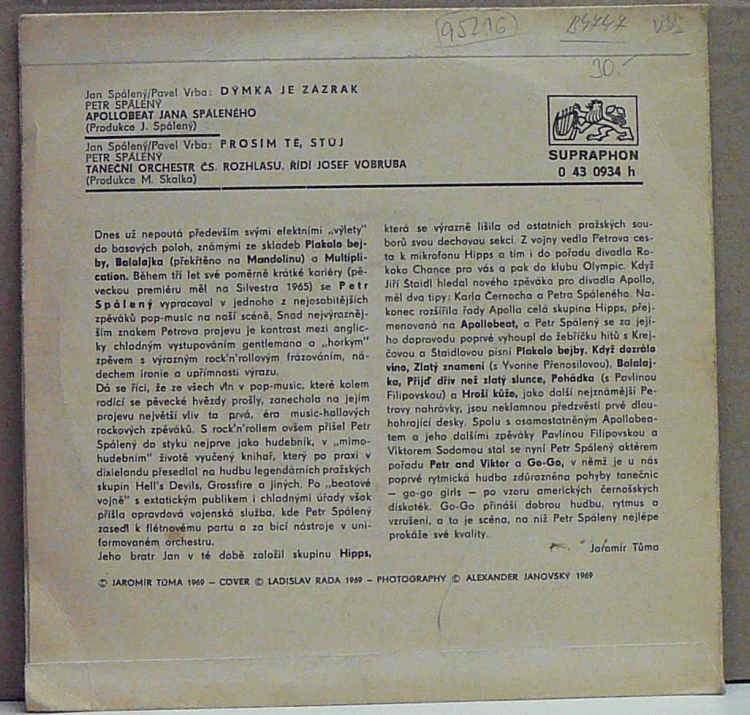 95216
30.-
Jan Spálený/Pavel Vrba: DÝMKA JE ZÁZRAK
PETR SPÁLENÝ
APOLLOBEAT JANA SPÁLENÉHO
(Produkce J. Spálený)
Jan Spálený/Pavel Vrba: PROSÍM TĚ, STŮJ
PETR SPÁLENÝ
TANEČNÍ ORCHESTR ČS. ROZHLASU. ŘÍDÍ JOSEF VOBRUBA
(Produkce M. Skalka)
SUPRAPHON
0 43 0934 h
Dnes už nepoutá především svými efektními „výlety"
do basových poloh, známými ze skladeb Plakalo bej-
by, Balalajka (překřtěno na Mandolínu) a Multipli-
cation. Během tří let své poměrně krátké kariéry (pě-
veckou premiéru měl na Silvestra 1965) se Petr
Spálený vypracoval v jednoho z nejosobitějších
zpěváků pop-music na naší scéně. Snad nejvýrazněj-
ším znakem Petrova projevu je kontrast mezi anglic-
ky chladným vystupováním gentlemana a „horkým"
zpěvem s výrazným rock'n'rollovým frázováním, ná-
dechem ironie a upřímnosti výrazu.
Dá se říci, že ze všech vln v pop-music, které kolem
rodící se pěvecké hvězdy prošly, zanechala na jejím
projevu největší vliv ta prvá, éra music-hallových
rockových zpěváků. S rock'n'rollem ovšem přišel Petr
Spálený do styku nejprve jako hudebník, v „mimo-
hudebním" životě vyučený knihař, který po praxi v
dixielandu přesedlal na hudbu legendárních pražských
skupin Hell's Devils, Crossfire a jiných. Po „beatové
vojně" s extatickým publikem i chladnými úřady však
přišla opravdová vojenská služba, kde Petr Spálený
zasedl k flétnovému partu a za bicí nástroje v uni-
formovaném orchestru.
Jeho bratr Jan v té době založil skupinu Hipps,
která se výrazně lišila od ostatních pražských sou-
borů svou dechovou sekcí. Z vojny vedla Petrova ces-
ta k mikrofonu Hipps a tím i do pořadu divadla Ro-
koko Chance pro vás a pak do klubu Olympic. Když
Jiří Štaidl hledal nového zpěváka pro divadlo Apollo,
měl dva tipy: Karla Černocha a Petra Spáleného. Na-
konec rozšířila řady Apolla celá skupina Hipps, přej-
menovaná na Apollobeat, a Petr Spálený se za její-
ho doprovodu poprvé vyhoupl do žebříčku hitů s Krej-
čovou a Štaidlovou písní Plakalo bejby. Když dozrálo
víno, Zlatý znamení (s Yvonne Přenosilovou), Balalaj-
ka, Přijď dřív než zlatý slunce, Pohádka (s Pavlínou
Filipovskou) a Hroší kůže, jako další nejznámější Pe-
trovy nahrávky, jsou neklamnou předzvěstí prvé dlou-
hohrající desky. Spolu s osamostatněným Apollobea-
tem a jeho dalšími zpěváky Pavlínou Filipovskou a
Viktorem Sodomou stal se nyní Petr Spálený aktérem
pořadu Petr and Viktor a Go-Go, v němž je u nás
poprvé rytmická hudba zdůrazněna pohyby tanečnic
– go-go girls – po vzoru amerických černošských
diskoték. Go-Go přináší dobrou hudbu, rytmus a
vzrušení, a to je scéna, na níž Petr Spálený nejlépe
prokáže své kvality.
Jaromír Tůma
© JAROMÍR TŮMA 1969 – COVER © LADISLAV RADA 1969 – PHOTOGRAPHY © ALEXANDER JANOVSKÝ 1969